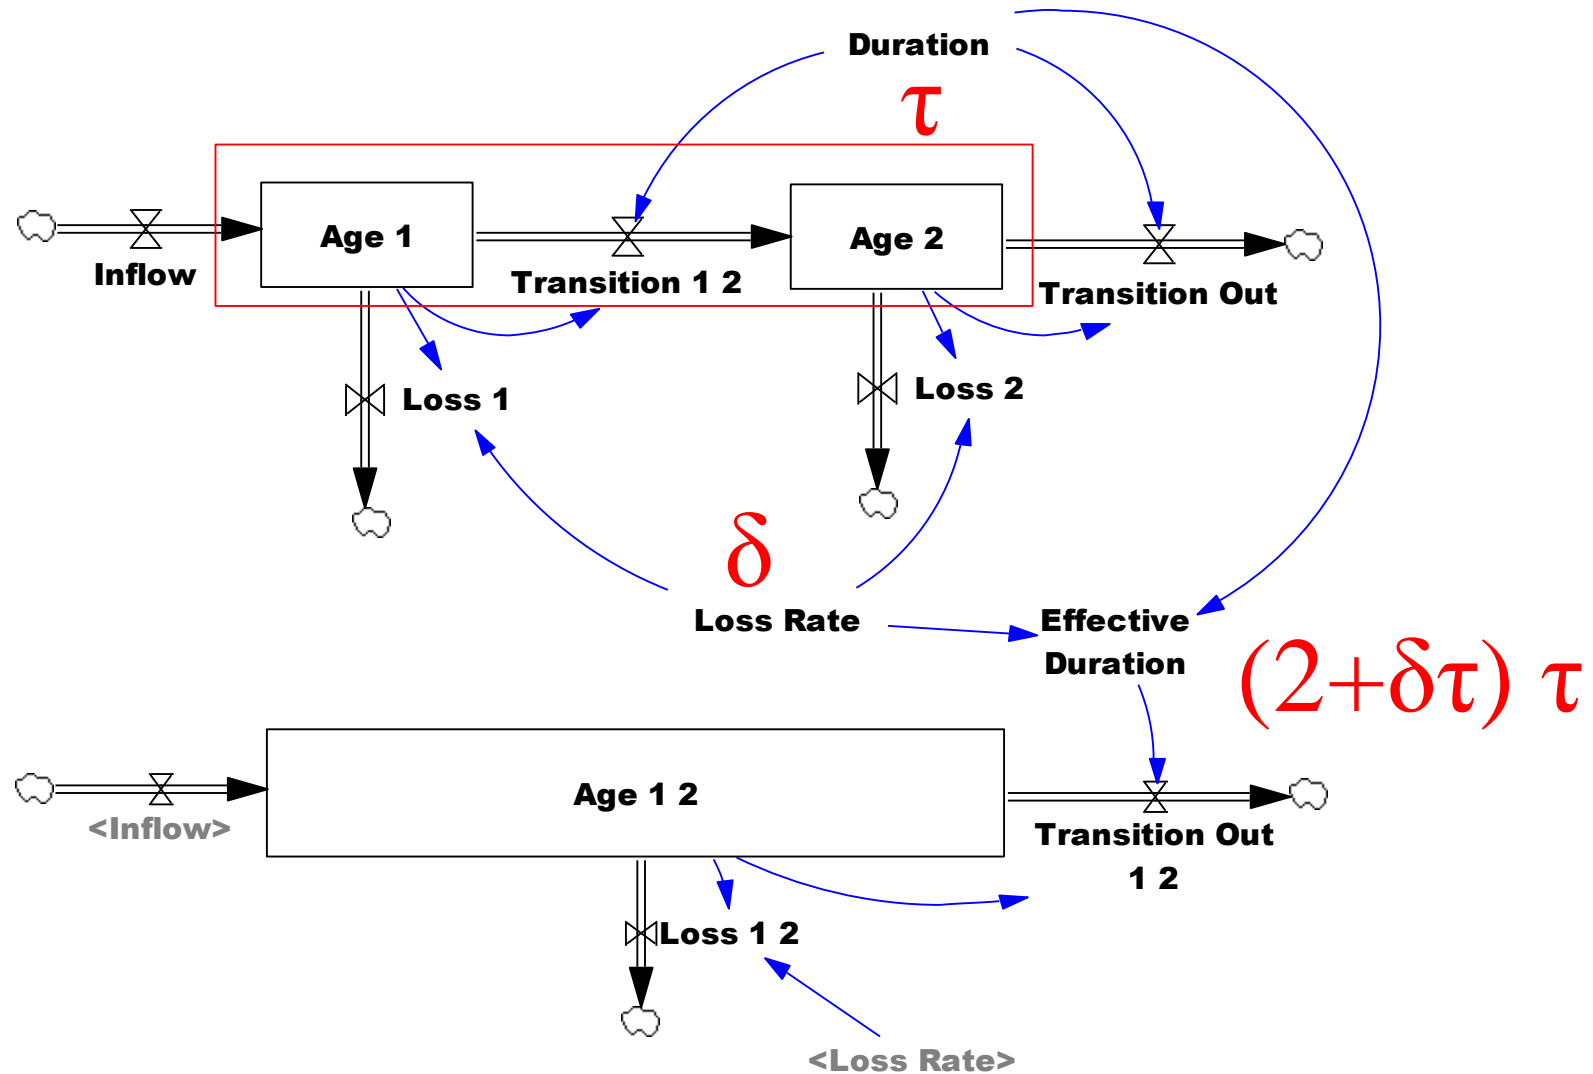 Duration
τ
Age 1
Age 2
Inflow
Transition 1 2
Transition Out
Loss 1
Loss 2
δ
Loss Rate
Effective
Duration
(2+δτ) τ
Age 1 2
<Inflow>
Transition Out
1 2
Loss 1 2
<Loss Rate>